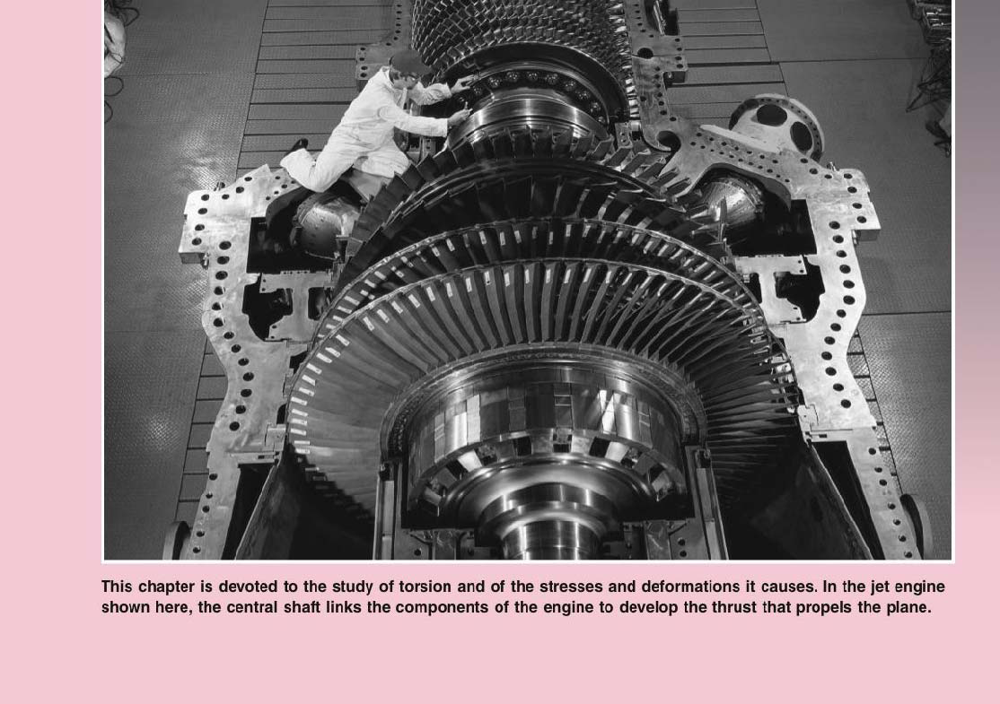 This chapter is devoted to the study of torsion and of the stresses and deformations it causes. In the jet engine
shown here, the central shaft links the components of the engine to develop the thrust that propels the plane.